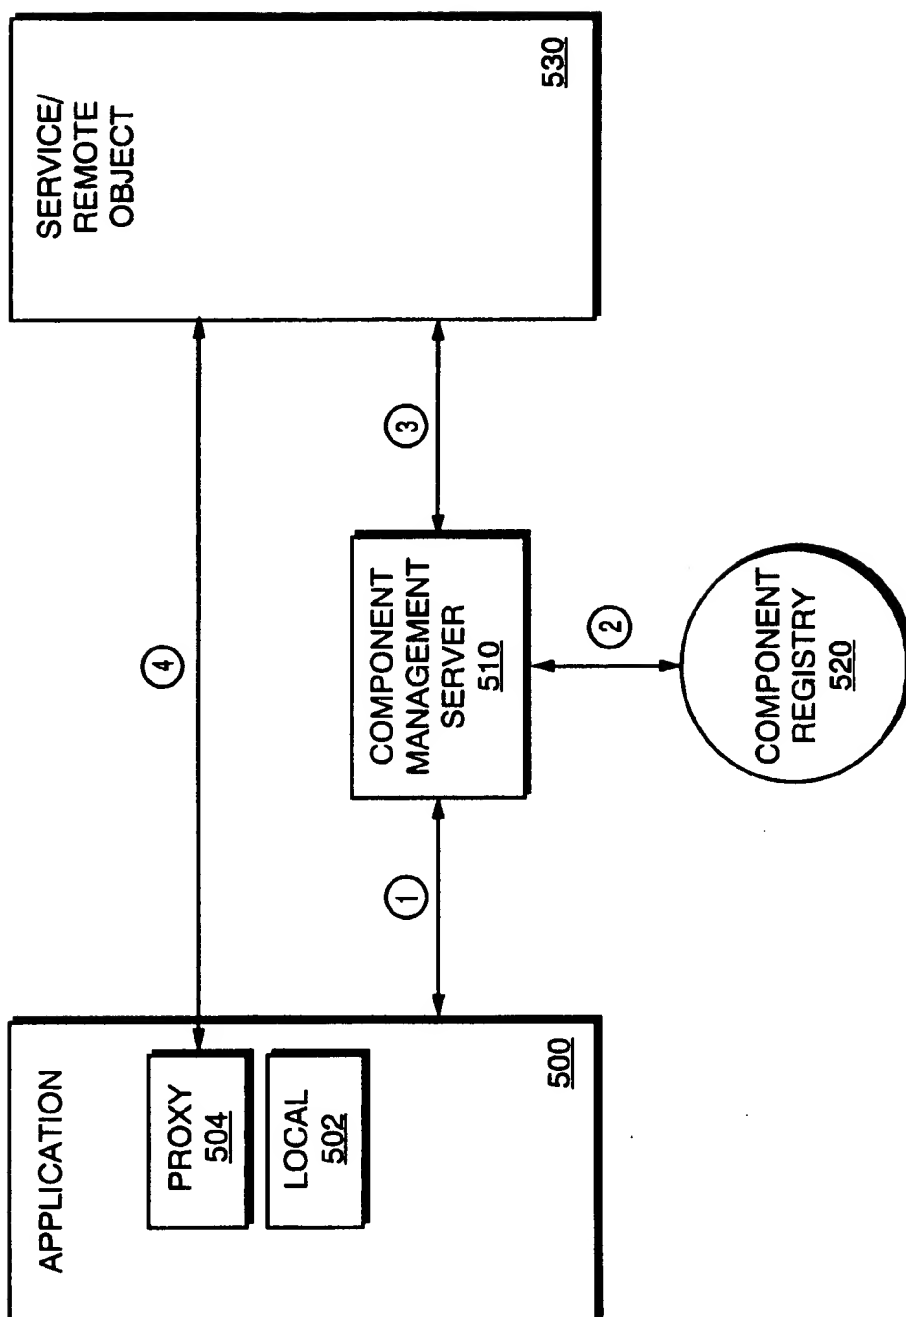 APPLICATION
PROXY
504
LOCAL
502
500
1
4
COMPONENT
MANAGEMENT
SERVER
510
2
COMPONENT
REGISTRY
520
3
SERVICE/
REMOTE
OBJECT
530